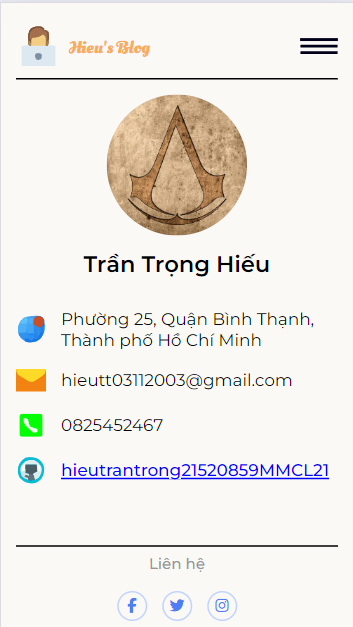 Hieu's Blog
Trần Trọng Hiếu
Phường 25, Quận Bình Thạnh,
Thành phố Hồ Chí Minh
hieutt03112003@gmail.com
0825452467
hieutrantrong21520859MMCL21
Liên hệ